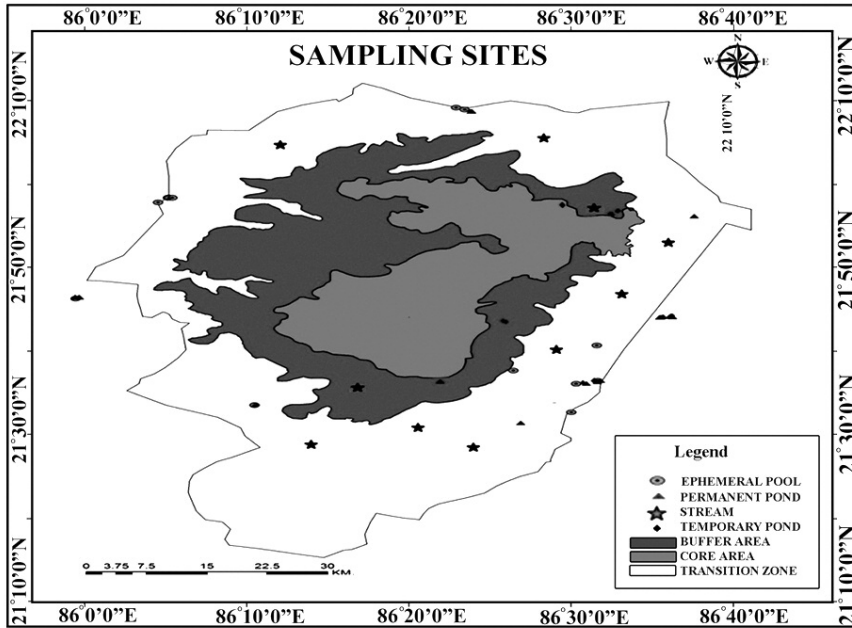 86°0’0”E 86°10’0”E 86°20’0”E 86°30’0”E 86°40’0”E
SAMPLING SITES
N
W E
S
22°10’0”N
22 10’0”N
22°10’0”N
21°50’0”N
21°50’0”N
21°30’0”N
21°30’0”N
21°10’0”N
21°10’0”N
Legend
EPHEMERAL POOL
PERMANENT POND
STREAM
TEMPORARY POND
BUFFER AREA
CORE AREA
TRANSITION ZONE
0 3.75 7.5 15 22.5 30
KM.
86°0’0”E 86°10’0”E 86°20’0”E 86°30’0”E 86°40’0”E